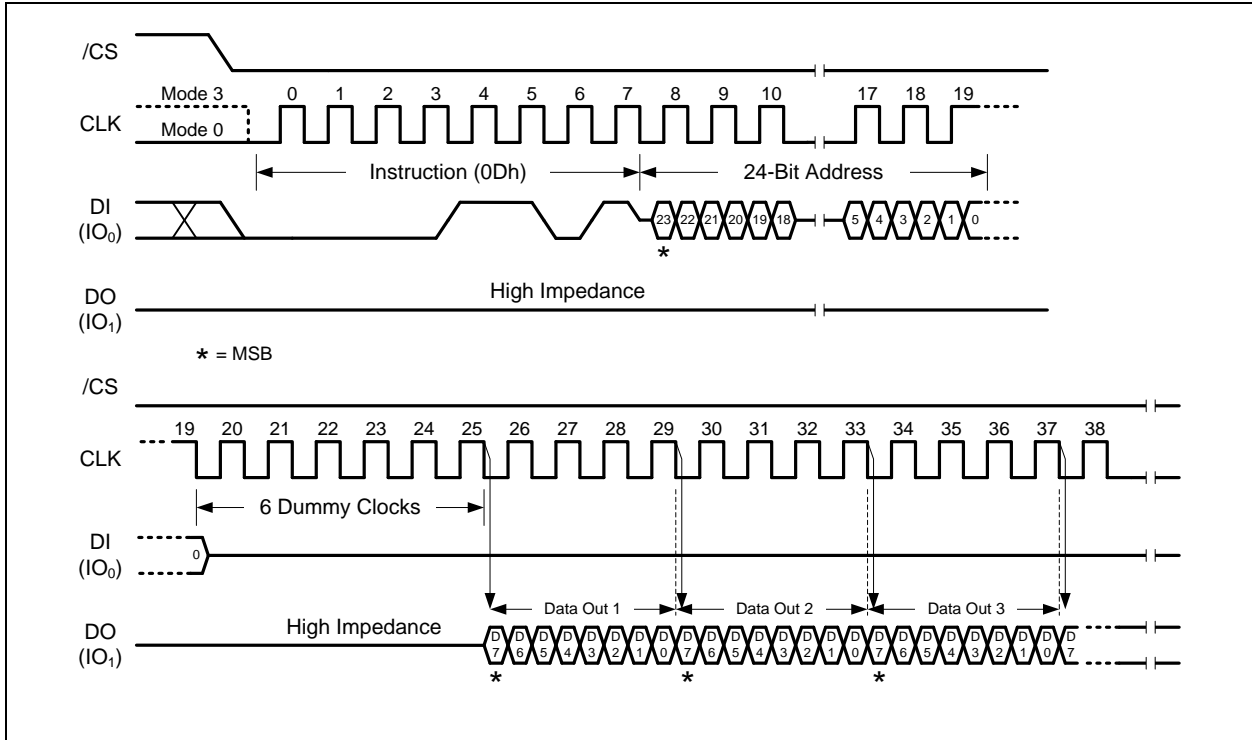 /CS
Mode 3 0 1 2 3 4 5 6 7 8 9 10 17 18 19
CLK Mode 0
Instruction (0Dh) 24-Bit Address
DI
(IO0) 23 22 21 20 19 18 5 4 3 2 1 0
*
High Impedance
DO
(IO1)
* = MSB
/CS
19 20 21 22 23 24 25 26 27 28 29 30 31 32 33 34 35 36 37 38
CLK
6 Dummy Clocks
DI
(IO0) 0
Data Out 1 Data Out 2 Data Out 3
High Impedance
DO
(IO1) D7 D6 D5 D4 D3 D2 D1 D0 D7 D6 D5 D4 D3 D2 D1 D0 D7 D6 D5 D4 D3 D2 D1 D0 D7
* * *